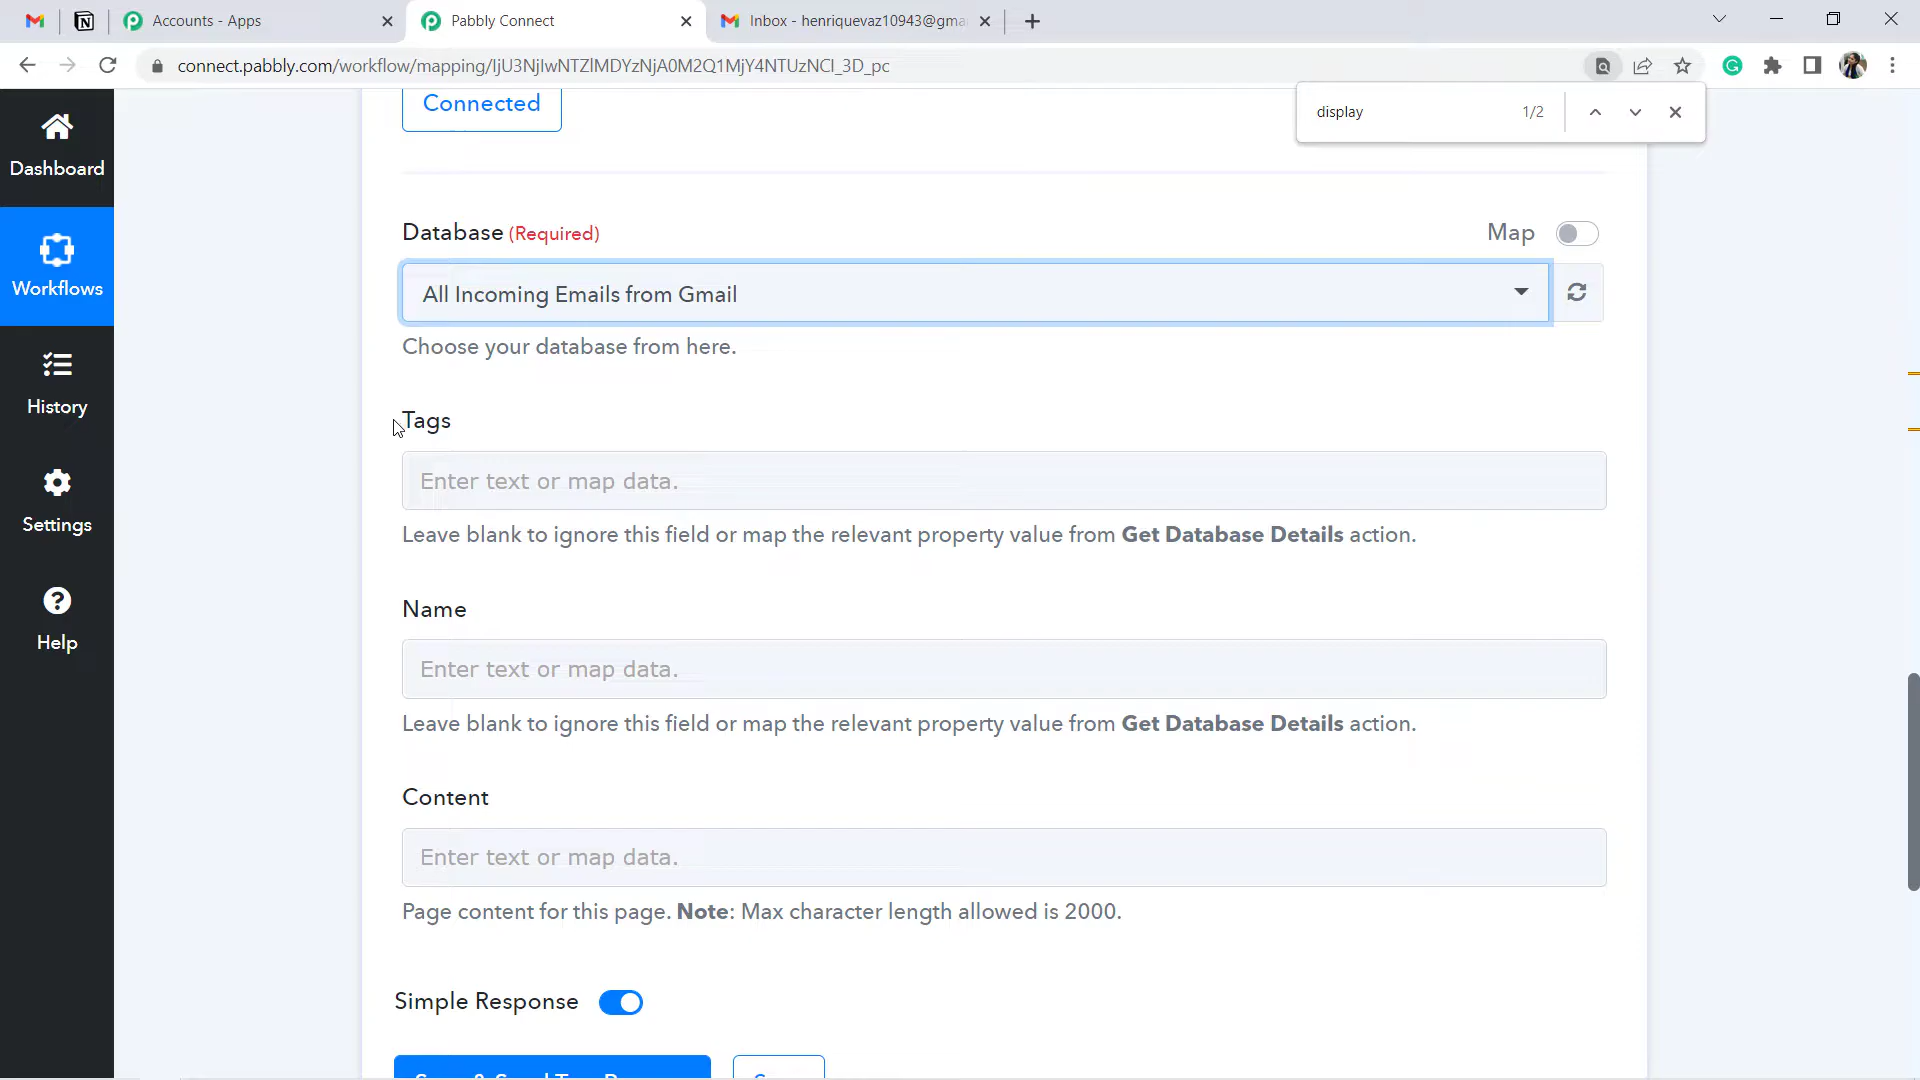 Accounts - Apps
Pabbly Connect
Inbox - henriquevaz10943@gma
connect.pabbly.com/workflow/mapping/IjU3NjIwNTZlMDYzNjA0M2Q1MjY4NTUzNCI_3D_pc
display
1/2
Dashboard
Workflows
History
Settings
Help
Connected
Database (Required)
Map
All Incoming Emails from Gmail
Choose your database from here.
Tags
Enter text or map data.
Leave blank to ignore this field or map the relevant property value from Get Database Details action.
Name
Enter text or map data.
Leave blank to ignore this field or map the relevant property value from Get Database Details action.
Content
Enter text or map data.
Page content for this page. Note: Max character length allowed is 2000.
Simple Response